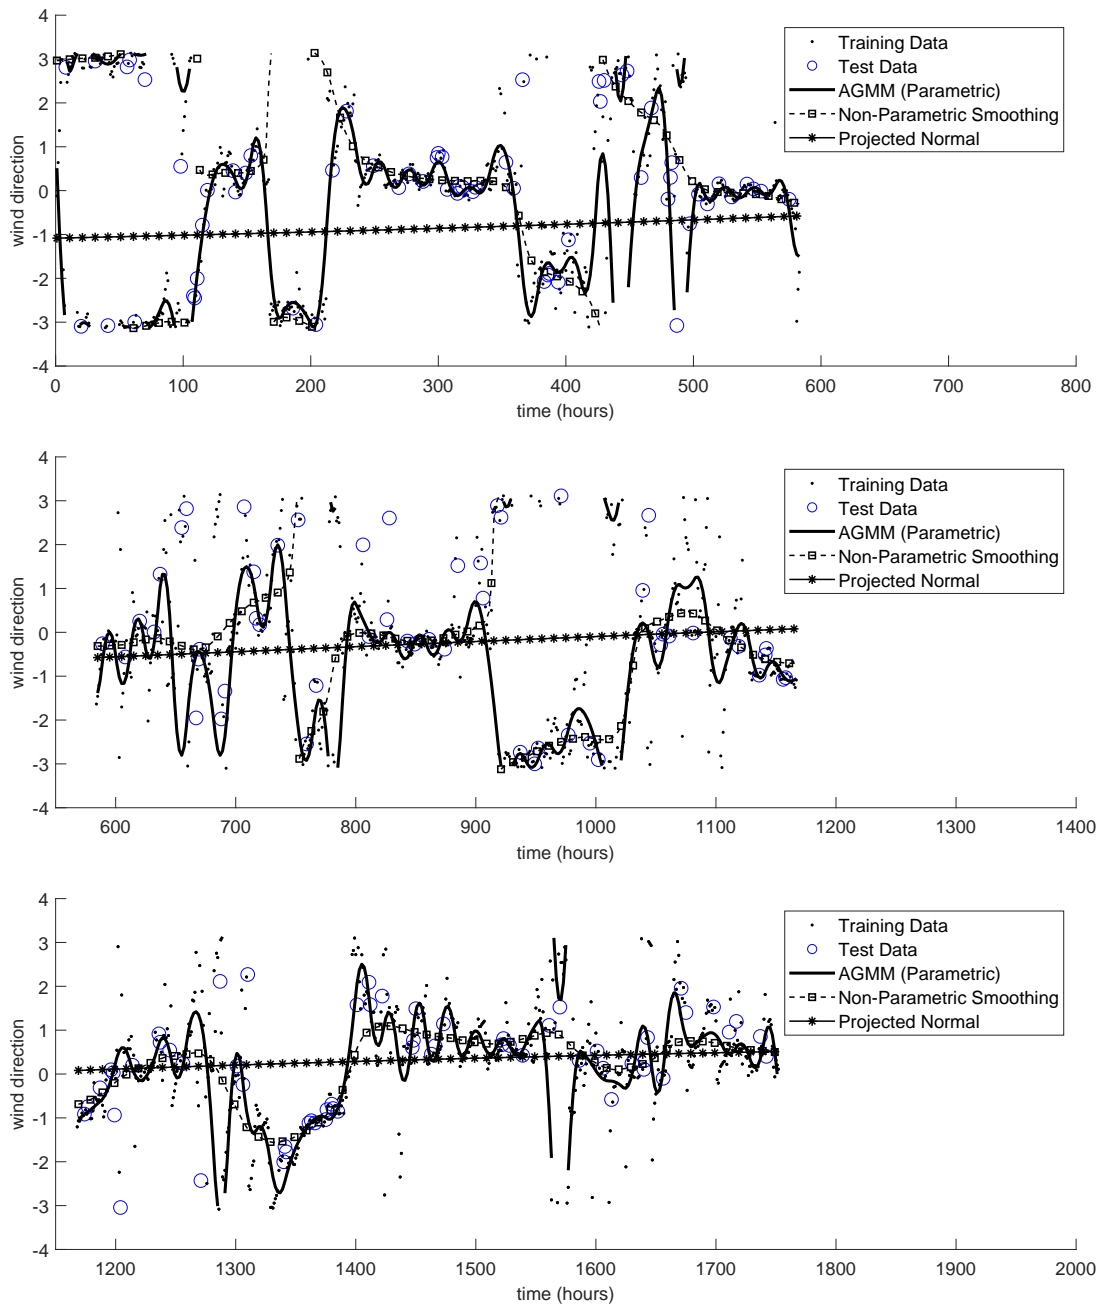 4
3
2
1
0
-1
-2
-3
-4
wind direction
Training Data
Test Data
AGMM (Parametric)
Non-Parametric Smoothing
Projected Normal
0 100 200 300 400 500 600 700 800
time (hours)
4
3
2
1
0
-1
-2
-3
-4
wind direction
Training Data
Test Data
AGMM (Parametric)
Non-Parametric Smoothing
Projected Normal
600 700 800 900 1000 1100 1200 1300 1400
time (hours)
4
3
2
1
0
-1
-2
-3
-4
wind direction
Training Data
Test Data
AGMM (Parametric)
Non-Parametric Smoothing
Projected Normal
1200 1300 1400 1500 1600 1700 1800 1900 2000
time (hours)